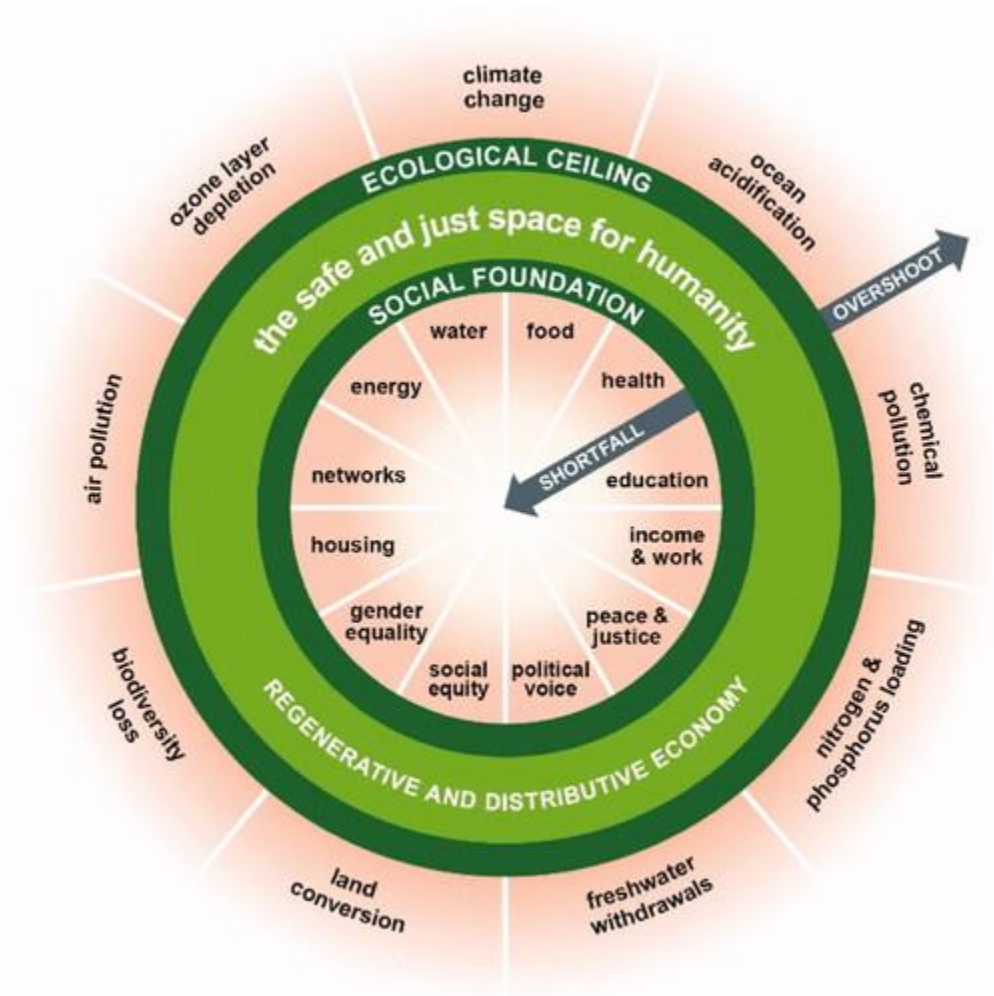 climate
change
ocean
acidification
chemical
pollution
nitrogen &
phosphorus loading
freshwater
withdrawals
land
conversion
biodiversity
loss
air pollution
ozone layer
depletion
OVERSHOOT
ECOLOGICAL CEILING
the safe and just space for humanity
SOCIAL FOUNDATION
water
food
health
SHORTFALL
education
income
& work
peace &
justice
political
voice
social
equity
gender
equality
housing
networks
energy
REGENERATIVE AND DISTRIBUTIVE ECONOMY